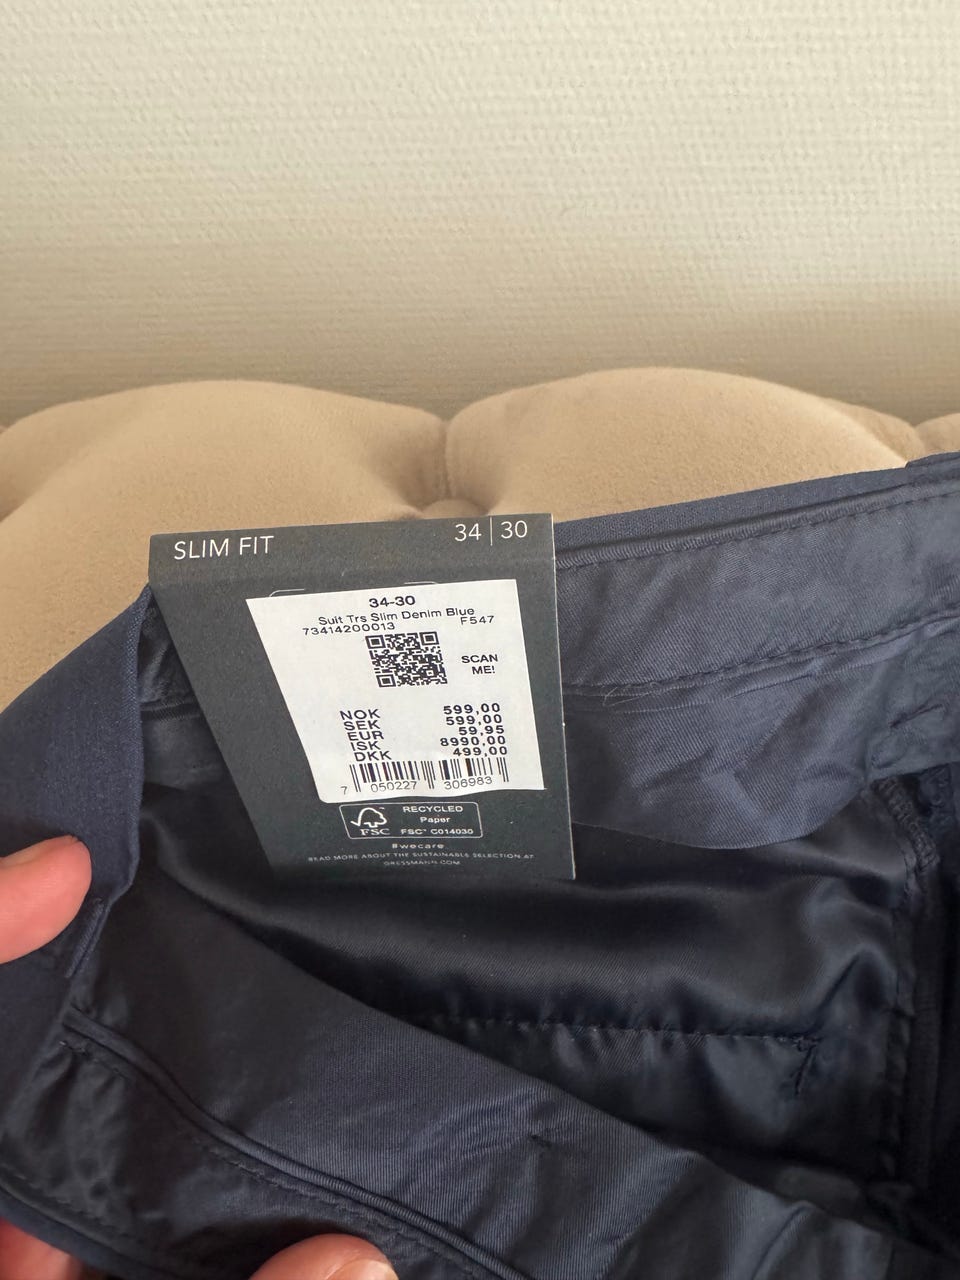 SLIM FIT 34 | 30
34-30
Suit Trs Slim Denim Blue
73414200013 F547
SCAN
ME!
NOK 599,00
SEK 599,00
EUR 59,95
ISK 8990,00
DKK 499,00
7 050227 306983
RECYCLED
Paper
FSC FSC® C014030
#wecare
READ MORE ABOUT THE SUSTAINABLE SELECTION AT
DRESSMANN.COM